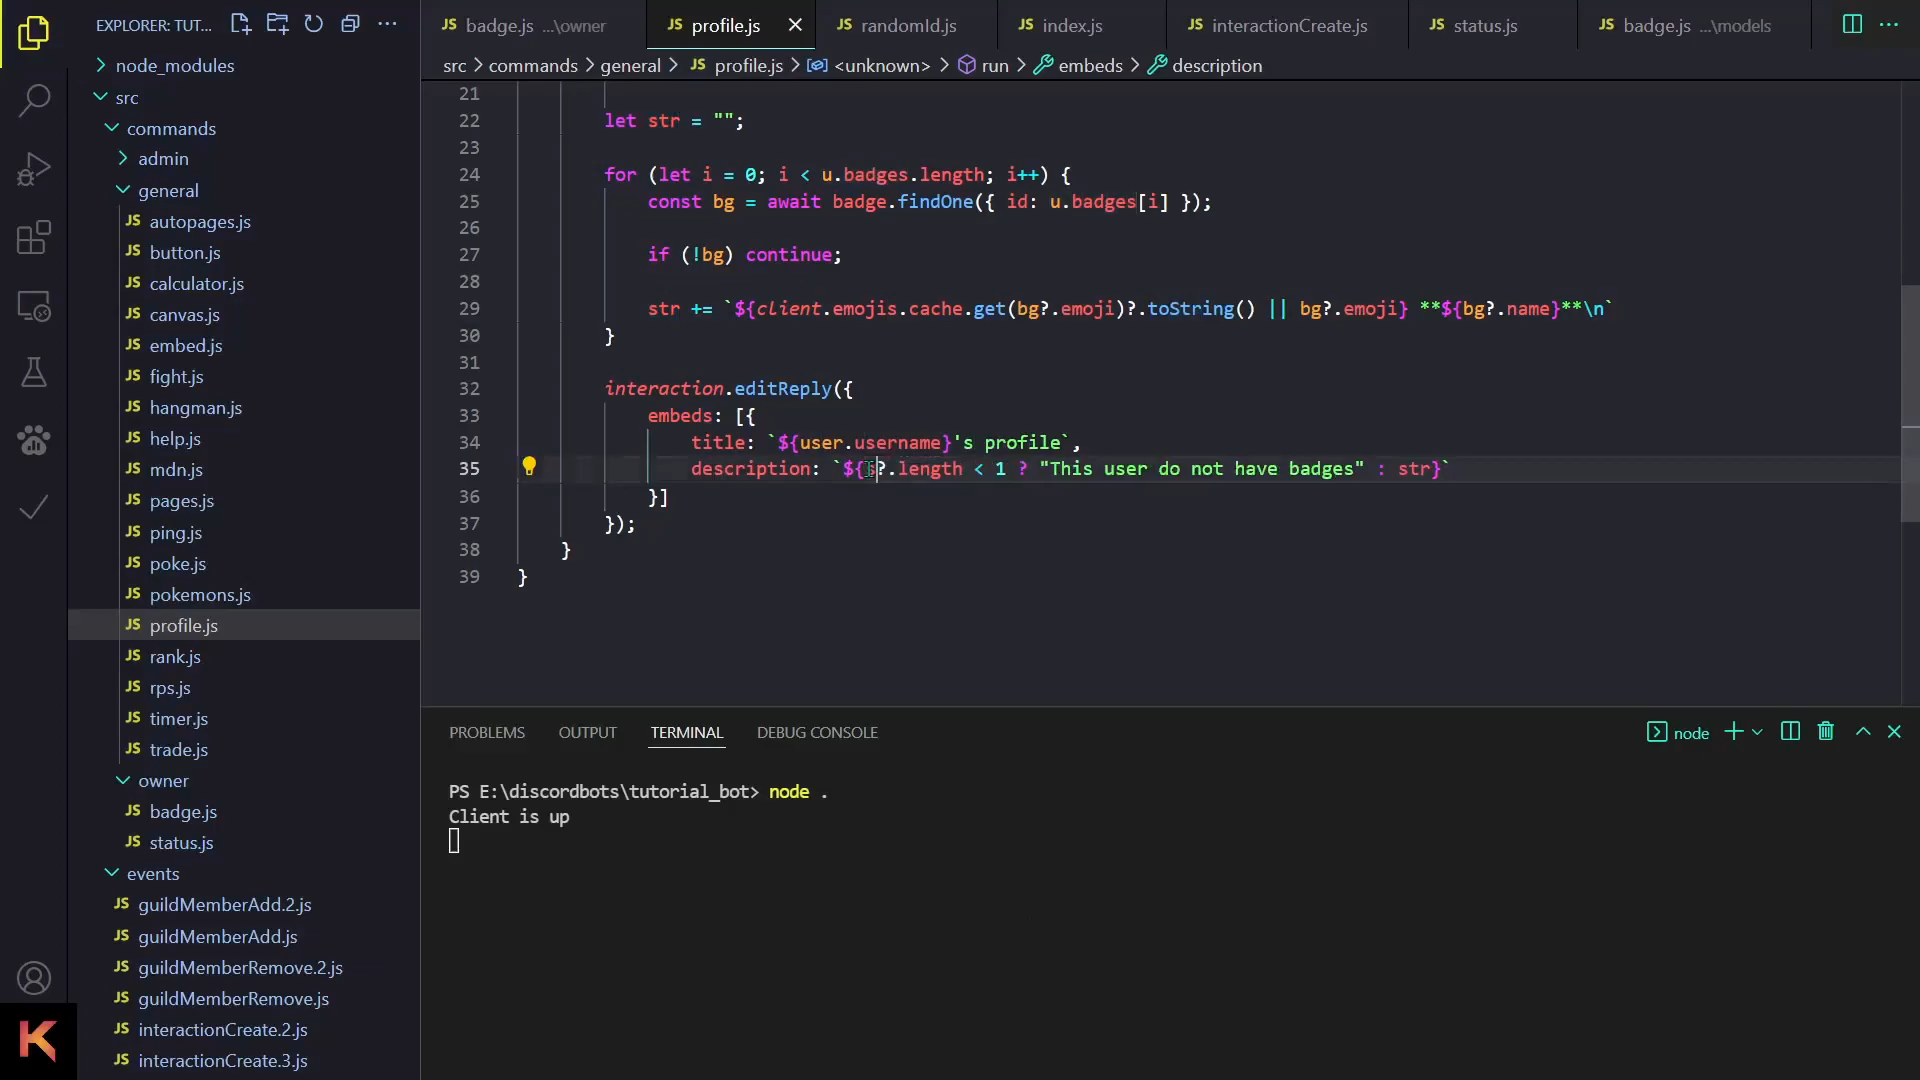 EXPLORER: TUT...
JS badge.js ...\owner
JS profile.js
JS randomId.js
JS index.js
JS interactionCreate.js
JS status.js
JS badge.js ...\models
src > commands > general > JS profile.js > <unknown> > run > embeds > description
node_modules
src
commands
admin
general
JS autopages.js
JS button.js
JS calculator.js
JS canvas.js
JS embed.js
JS fight.js
JS hangman.js
JS help.js
JS mdn.js
JS pages.js
JS ping.js
JS poke.js
JS pokemons.js
JS profile.js
JS rank.js
JS rps.js
JS timer.js
JS trade.js
owner
JS badge.js
JS status.js
events
JS guildMemberAdd.2.js
JS guildMemberAdd.js
JS guildMemberRemove.2.js
JS guildMemberRemove.js
JS interactionCreate.2.js
JS interactionCreate.3.js
K
21
22 let str = "";
23
24 for (let i = 0; i < u.badges.length; i++) {
25 const bg = await badge.findOne({ id: u.badges[i] });
26
27 if (!bg) continue;
28
29 str += `${client.emojis.cache.get(bg?.emoji)?.toString() || bg?.emoji} **${bg?.name}**\n`
30 }
31
32 interaction.editReply({
33 embeds: [{
34 title: `${user.username}'s profile`,
35 description: `${s?.length < 1 ? "This user do not have badges" : str}`
36 }]
37 });
38 }
39 }
PROBLEMS OUTPUT TERMINAL DEBUG CONSOLE
node
PS E:\discordbots\tutorial_bot> node .
Client is up